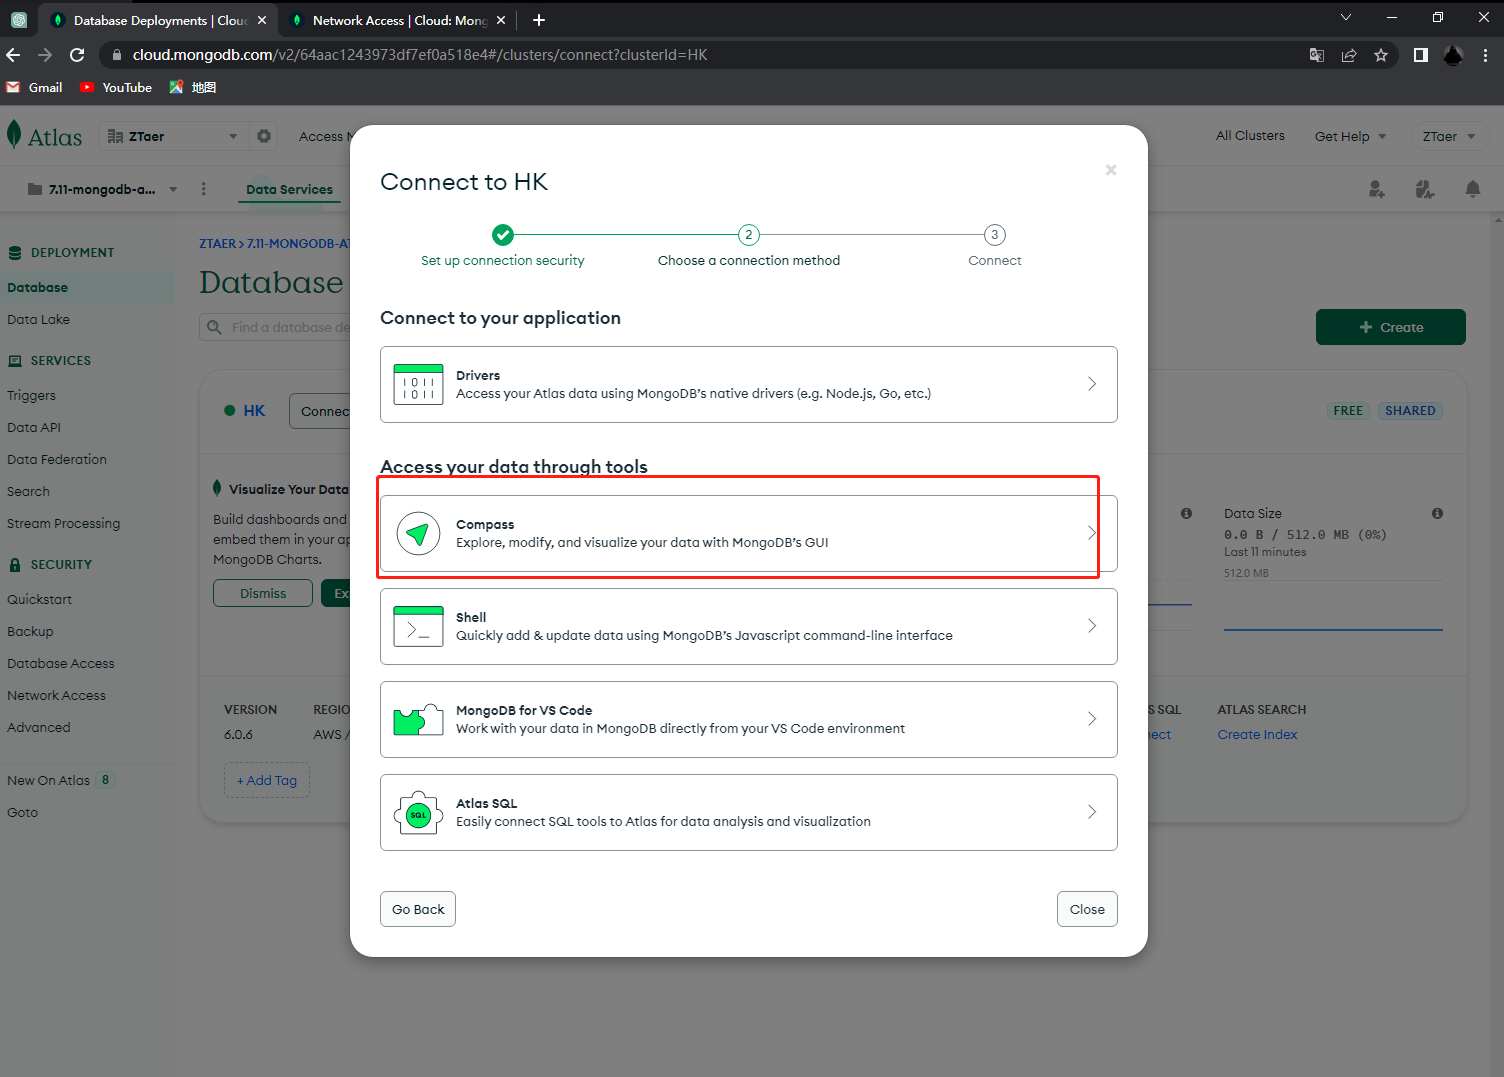 Database Deployments | Clou
Network Access | Cloud: Mong
cloud.mongodb.com/v2/64aac1243973df7ef0a518e4#/clusters/connect?clusterId=HK
Gmail
YouTube
地图
Atlas
ZTaer
Access M
All Clusters
Get Help
ZTaer
7.11-mongodb-a...
Data Services
DEPLOYMENT
Database
Data Lake
SERVICES
Triggers
Data API
Data Federation
Search
Stream Processing
SECURITY
Quickstart
Backup
Database Access
Network Access
Advanced
New On Atlas 8
Goto
ZTAER > 7.11-MONGODB-AT
Database
Find a database de
+ Create
HK
Connec
FREE
SHARED
Visualize Your Data
Build dashboards and
embed them in your ap
MongoDB Charts.
Dismiss
Ex
Data Size
0.0 B / 512.0 MB (0%)
Last 11 minutes
512.0 MB
VERSION
6.0.6
REGIO
AWS /
S SQL
nect
ATLAS SEARCH
Create Index
+ Add Tag
Connect to HK
2
3
Set up connection security
Choose a connection method
Connect
Connect to your application
1011
1011
Drivers
Access your Atlas data using MongoDB’s native drivers (e.g. Node.js, Go, etc.)
Access your data through tools
Compass
Explore, modify, and visualize your data with MongoDB’s GUI
Shell
Quickly add & update data using MongoDB’s Javascript command-line interface
MongoDB for VS Code
Work with your data in MongoDB directly from your VS Code environment
SQL
Atlas SQL
Easily connect SQL tools to Atlas for data analysis and visualization
Go Back
Close